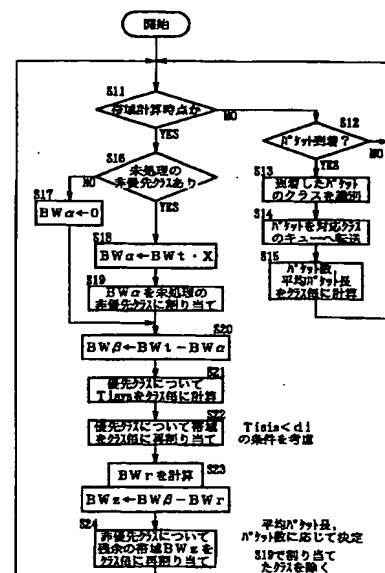 開始
S11
帯域計算時点か
NO
YES
S12
パケット到着?
NO
YES
S13
到着したパケット
のクラスを識別
S14
パケットを対応クラス
のキューへ転送
S15
パケット数,
平均パケット長
をクラス毎に計算
S16
未処理の
非優先クラスあり
NO
YES
S17
BWα←0
S18
BWα←BWt・X
S19
BWαを未処理の
非優先クラスに割り当て
S20
BWβ←BWt-BWα
S21
優先クラスについて
をクラス毎に計算
S22
優先クラスについて帯域
をクラス毎に再割り当て
の条件を考慮
S23
BWrを計算
BWz←BWβ-BWr
S24
非優先クラスについて
残余の帯域BWzを
クラス毎に再割り当て
平均パケット長,
パケット数に応じて決定
S19で割り当て
たクラスを除く